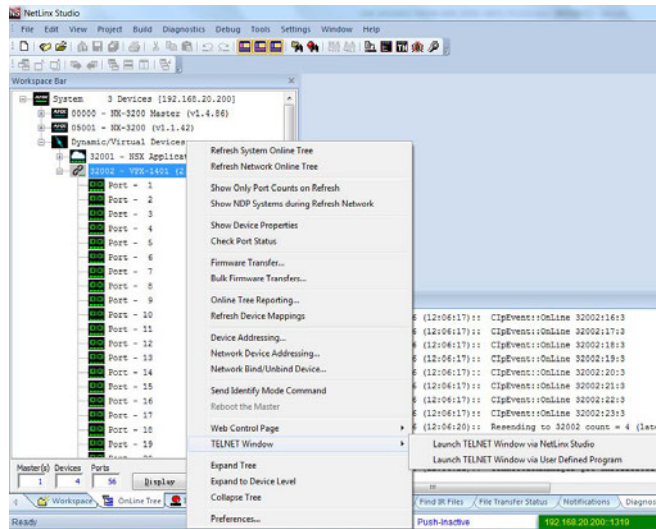 NetLinx Studio
File Edit View Project Build Diagnostics Debug Tools Settings Window Help
Workspace Bar
System 3 Devices [192.168.20.200]
00000 - NX-3200 Master (v1.4.86)
05001 - NX-3200 (v1.1.42)
Dynamic/Virtual Devices
32001 - NSX Applicat
32002 - VPX-1401 (2
Port - 1
Port - 2
Port - 3
Port - 4
Port - 5
Port - 6
Port - 7
Port - 8
Port - 9
Port - 10
Port - 11
Port - 12
Port - 13
Port - 14
Port - 15
Port - 16
Port - 17
Port - 18
Port - 19
Refresh System Online Tree
Refresh Network Online Tree
Show Only Port Counts on Refresh
Show NDP Systems during Refresh Network
Show Device Properties
Check Port Status
Firmware Transfer...
Bulk Firmware Transfers...
Online Tree Reporting...
Refresh Device Mappings
Device Addressing...
Network Device Addressing...
Network Bind/Unbind Device...
Send Identify Mode Command
Reboot the Master
Web Control Page
TELNET Window
Expand Tree
Expand to Device Level
Collapse Tree
Preferences...
Launch TELNET Window via NetLinx Studio
Launch TELNET Window via User Defined Program
6 (12:06:17):: CIpEvent::OnLine 32002:16:3
6 (12:06:17):: CIpEvent::OnLine 32002:17:3
6 (12:06:17):: CIpEvent::OnLine 32002:18:3
6 (12:06:17):: CIpEvent::OnLine 32002:19:3
6 (12:06:17):: CIpEvent::OnLine 32002:20:3
6 (12:06:17):: CIpEvent::OnLine 32002:21:3
6 (12:06:17):: CIpEvent::OnLine 32002:22:3
6 (12:06:17):: CIpEvent::OnLine 32002:23:3
6 (12:06:20):: Resending to 32002 count = 4 (late
Master(s) Devices Ports
1 4 56 Display
Workspace OnLine Tree
Find IR Files File Transfer Status Notifications Diagnos
Ready
Push-Inactive
192.168.20.200::1319